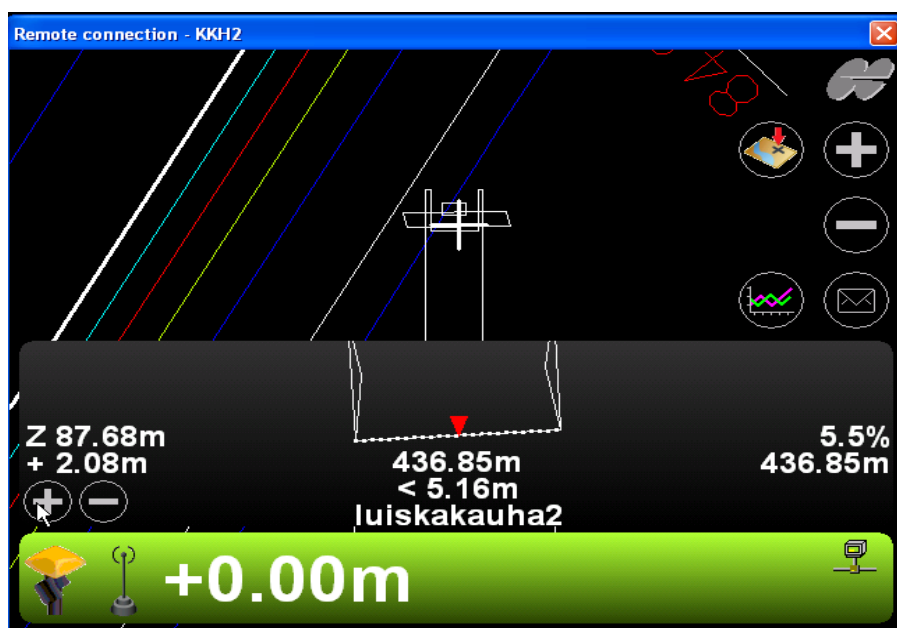 Remote connection - KKH2
Z 87.68m
+ 2.08m
436.85m
< 5.16m
luiskakauha2
5.5%
436.85m
+0.00m